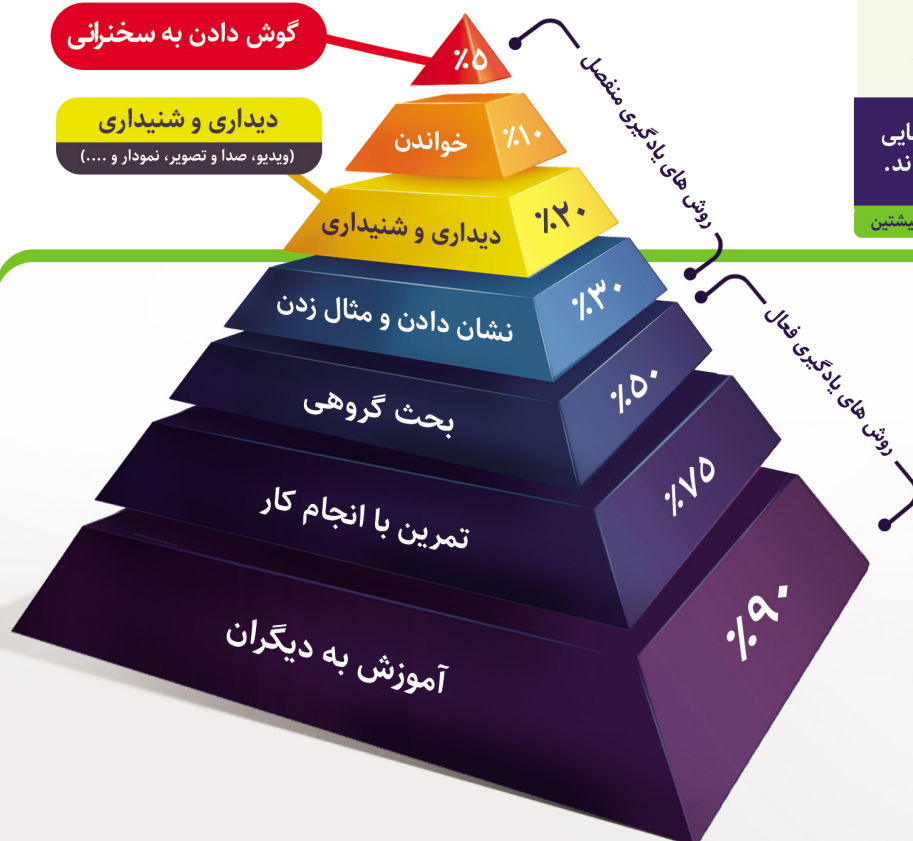 گوش دادن به سخنرانی
٪۵
دیداری و شنیداری
(ویدیو، صدا و تصویر، نمودار و ....)
خواندن
٪۱۰
دیداری و شنیداری
٪۲۰
نشان دادن و مثال زدن
٪۳۰
بحث گروهی
٪۵۰
تمرین با انجام کار
٪۷۵
آموزش به دیگران
٪۹۰
روش های یادگیری منفصل
روش های یادگیری فعال